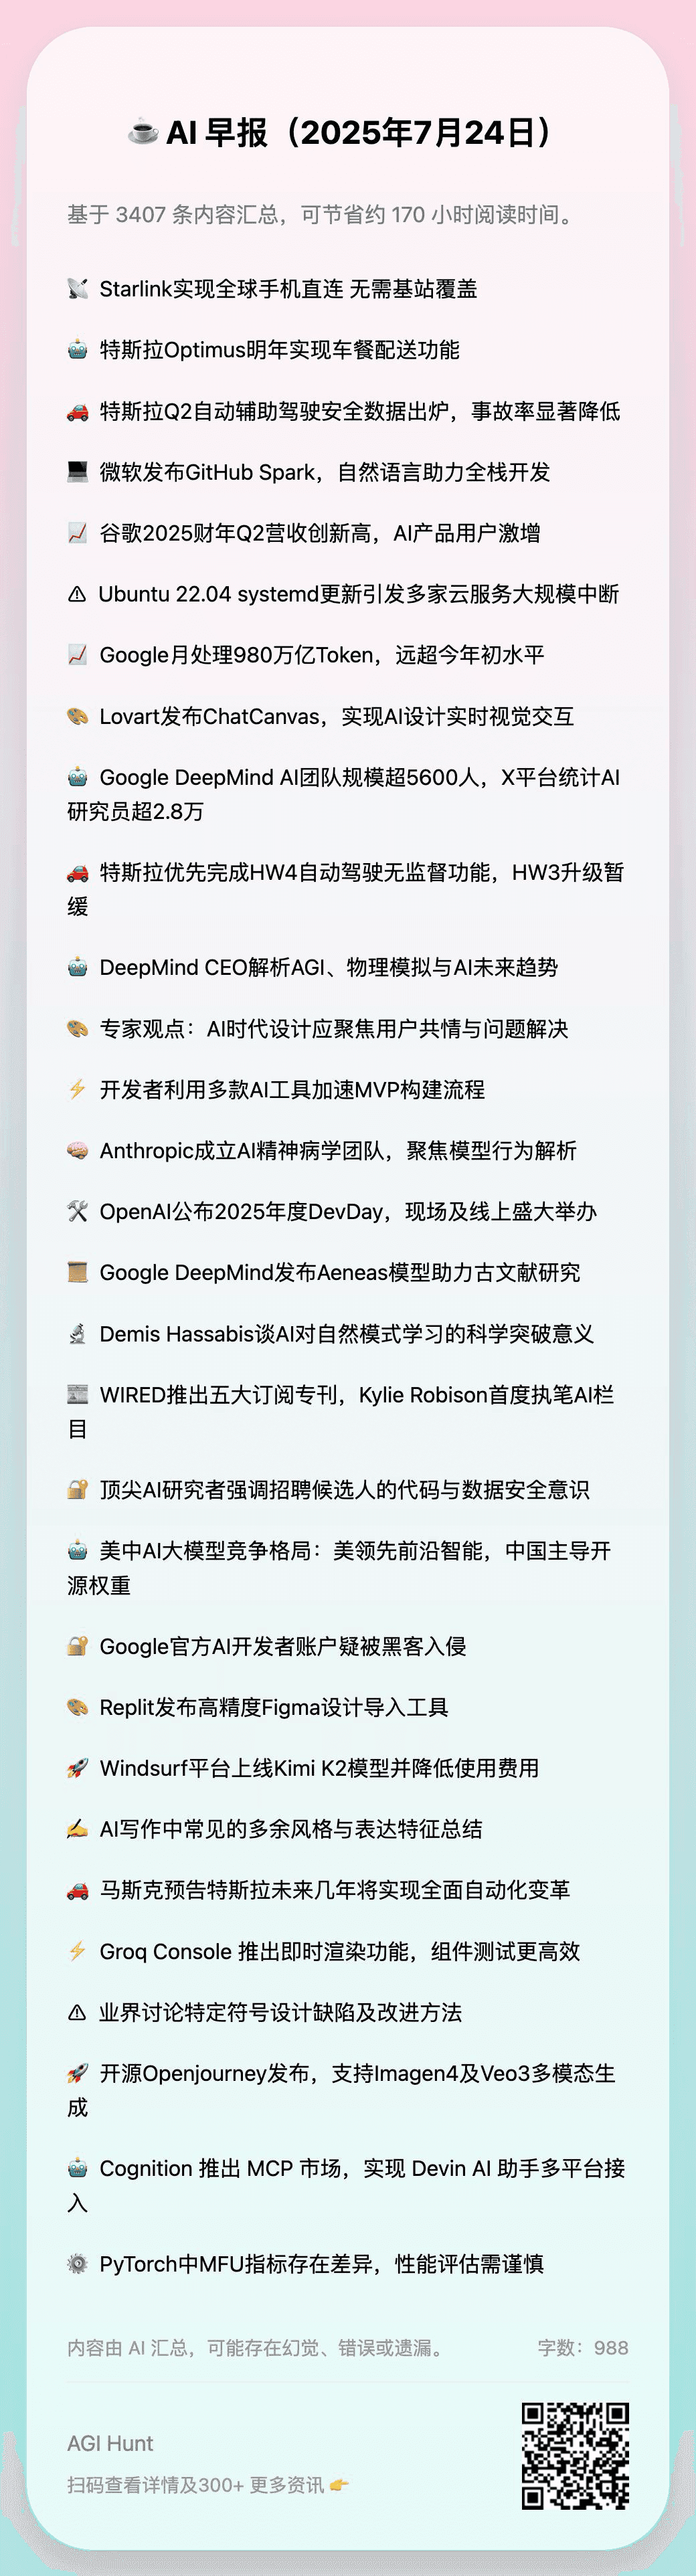 ☕ AI 早报（2025年7月24日）
基于 3407 条内容汇总，可节省约 170 小时阅读时间。
📡 Starlink实现全球手机直连 无需基站覆盖
🤖 特斯拉Optimus明年实现车餐配送功能
🚗 特斯拉Q2自动辅助驾驶安全数据出炉，事故率显著降低
💻 微软发布GitHub Spark，自然语言助力全栈开发
📈 谷歌2025财年Q2营收创新高，AI产品用户激增
⚠ Ubuntu 22.04 systemd更新引发多家云服务大规模中断
📈 Google月处理980万亿Token，远超今年初水平
🎨 Lovart发布ChatCanvas，实现AI设计实时视觉交互
🤖 Google DeepMind AI团队规模超5600人，X平台统计AI
研究员超2.8万
🚗 特斯拉优先完成HW4自动驾驶无监督功能，HW3升级暂
缓
🤖 DeepMind CEO解析AGI、物理模拟与AI未来趋势
🎨 专家观点：AI时代设计应聚焦用户共情与问题解决
⚡ 开发者利用多款AI工具加速MVP构建流程
🧠 Anthropic成立AI精神病学团队，聚焦模型行为解析
🛠 OpenAI公布2025年度DevDay，现场及线上盛大举办
📜 Google DeepMind发布Aeneas模型助力古文献研究
🔬 Demis Hassabis谈AI对自然模式学习的科学突破意义
📰 WIRED推出五大订阅专刊，Kylie Robison首度执笔AI栏
目
🔐 顶尖AI研究者强调招聘候选人的代码与数据安全意识
🤖 美中AI大模型竞争格局：美领先前沿智能，中国主导开
源权重
🔐 Google官方AI开发者账户疑被黑客入侵
🎨 Replit发布高精度Figma设计导入工具
🚀 Windsurf平台上线Kimi K2模型并降低使用费用
✍ AI写作中常见的多余风格与表达特征总结
🚗 马斯克预告特斯拉未来几年将实现全面自动化变革
⚡ Groq Console 推出即时渲染功能，组件测试更高效
⚠ 业界讨论特定符号设计缺陷及改进方法
🚀 开源Openjourney发布，支持Imagen4及Veo3多模态生
成
🤖 Cognition 推出 MCP 市场，实现 Devin AI 助手多平台接
入
⚙ PyTorch中MFU指标存在差异，性能评估需谨慎
内容由 AI 汇总，可能存在幻觉、错误或遗漏。 字数：988
AGI Hunt
扫码查看详情及300+ 更多资讯 👉